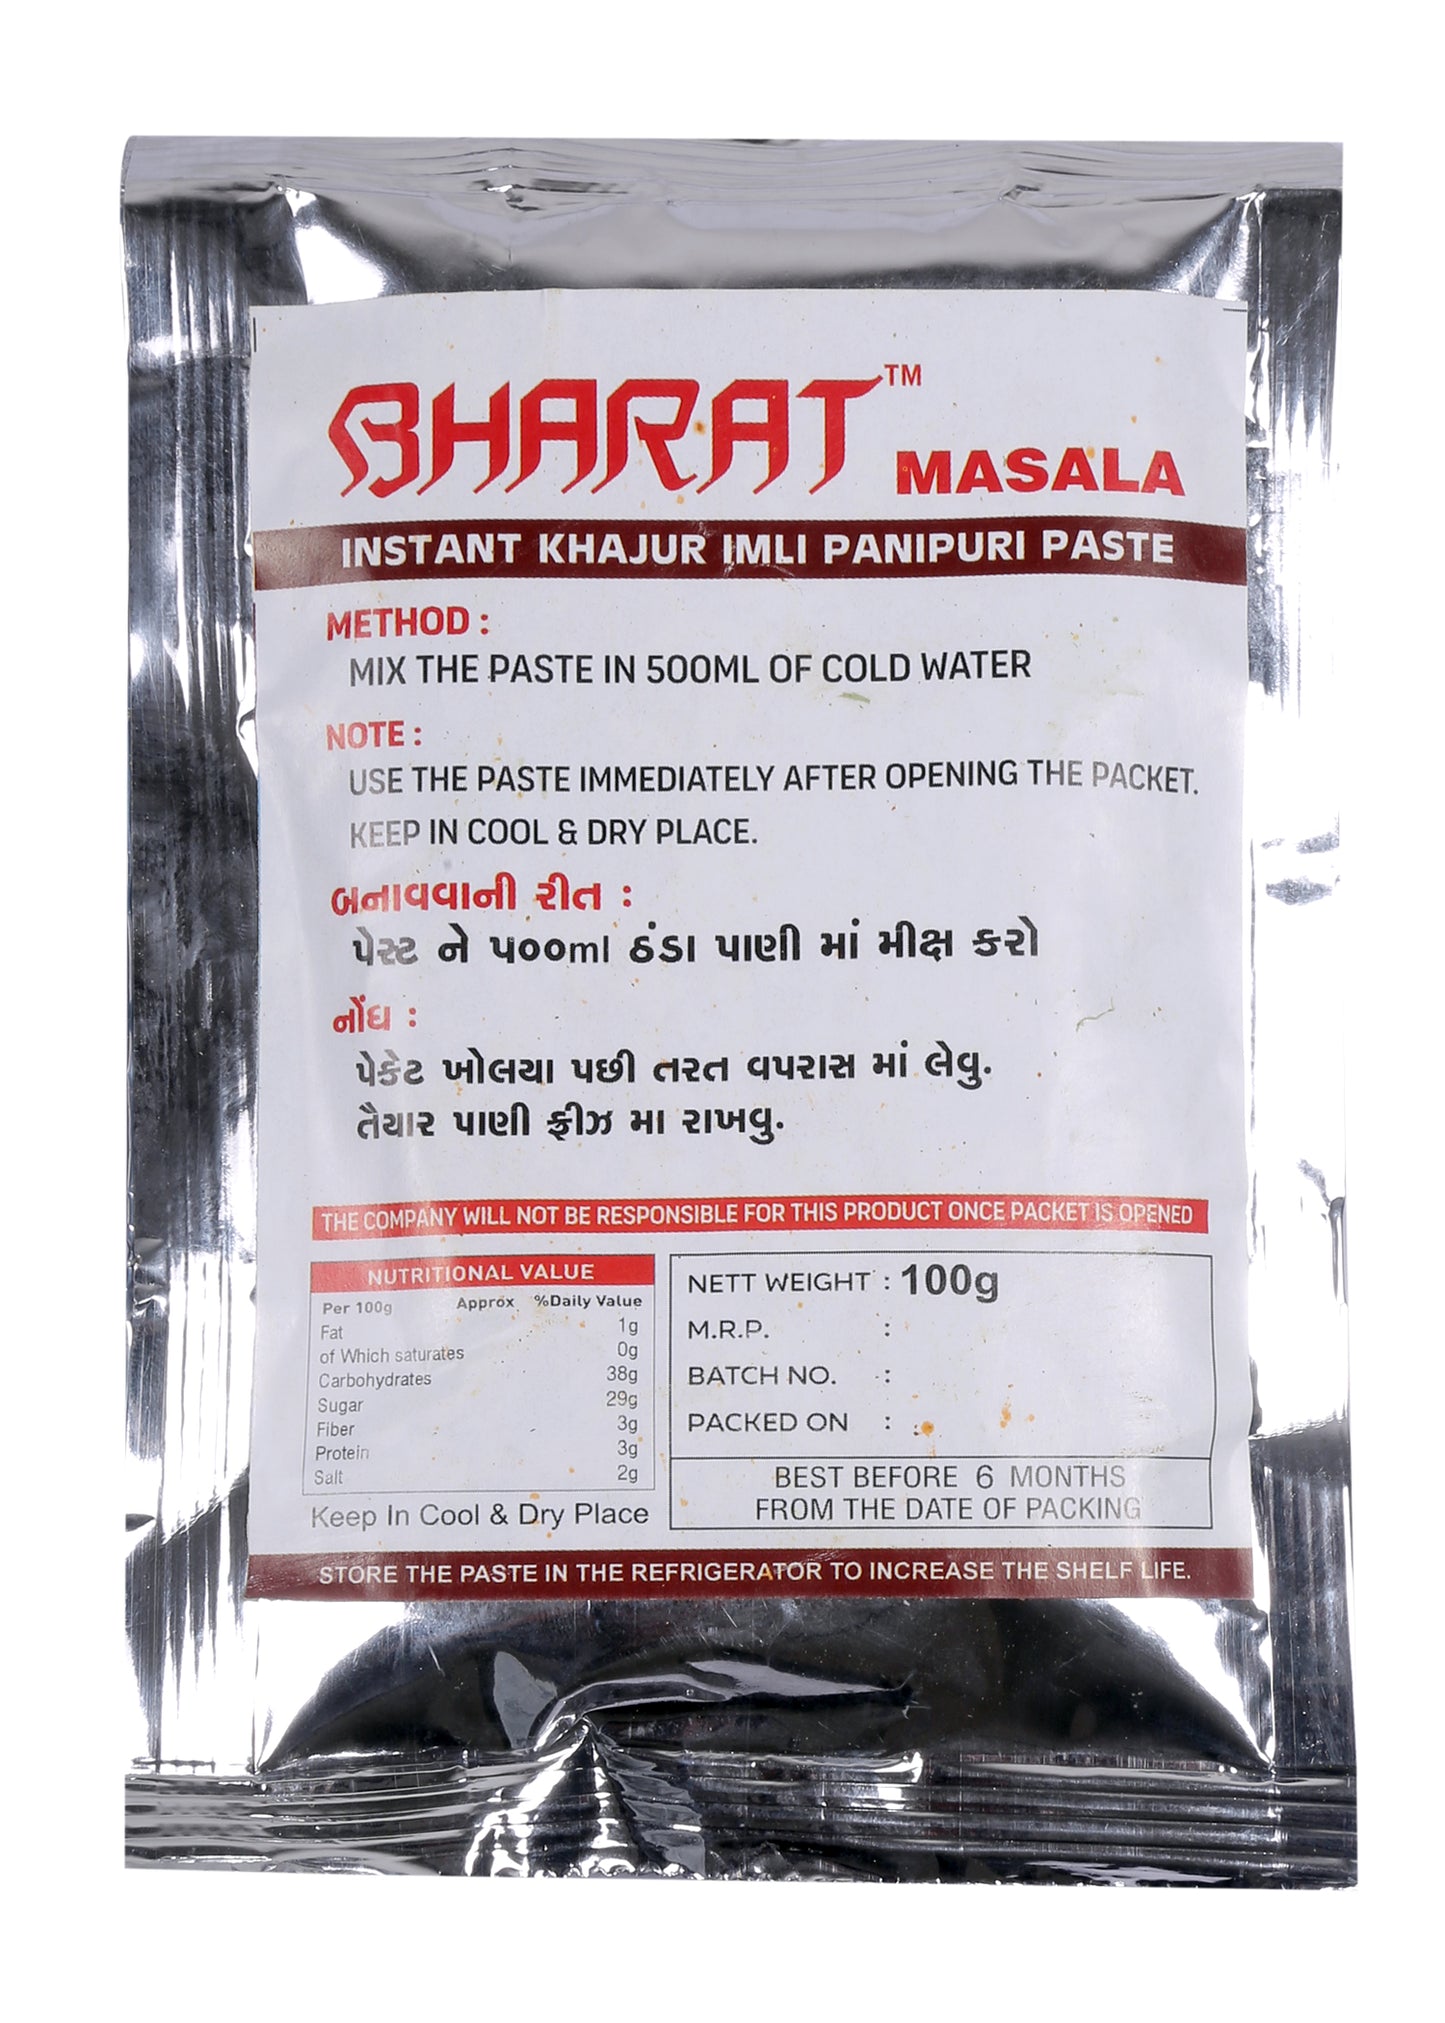 BHARAT™ MASALA
INSTANT KHAJUR IMLI PANIPURI PASTE
METHOD :
MIX THE PASTE IN 500ML OF COLD WATER
NOTE :
USE THE PASTE IMMEDIATELY AFTER OPENING THE PACKET.
KEEP IN COOL & DRY PLACE.
બનાવવાની રીત :
પેસ્ટ ને ૫૦૦ml ઠંડા પાણી માં મીક્ષ કરો
નોંધ :
પેકેટ ખોલયા પછી તરત વપરાસ માં લેવુ.
તૈયાર પાણી ફ્રીઝ મા રાખવુ.
THE COMPANY WILL NOT BE RESPONSIBLE FOR THIS PRODUCT ONCE PACKET IS OPENED
NUTRITIONAL VALUE
Per 100g Approx %Daily Value
Fat 1g
of Which saturates 0g
Carbohydrates 38g
Sugar 29g
Fiber 3g
Protein 3g
Salt 2g
Keep In Cool & Dry Place
NETT WEIGHT : 100g
M.R.P. :
BATCH NO. :
PACKED ON :
BEST BEFORE 6 MONTHS
FROM THE DATE OF PACKING
STORE THE PASTE IN THE REFRIGERATOR TO INCREASE THE SHELF LIFE.